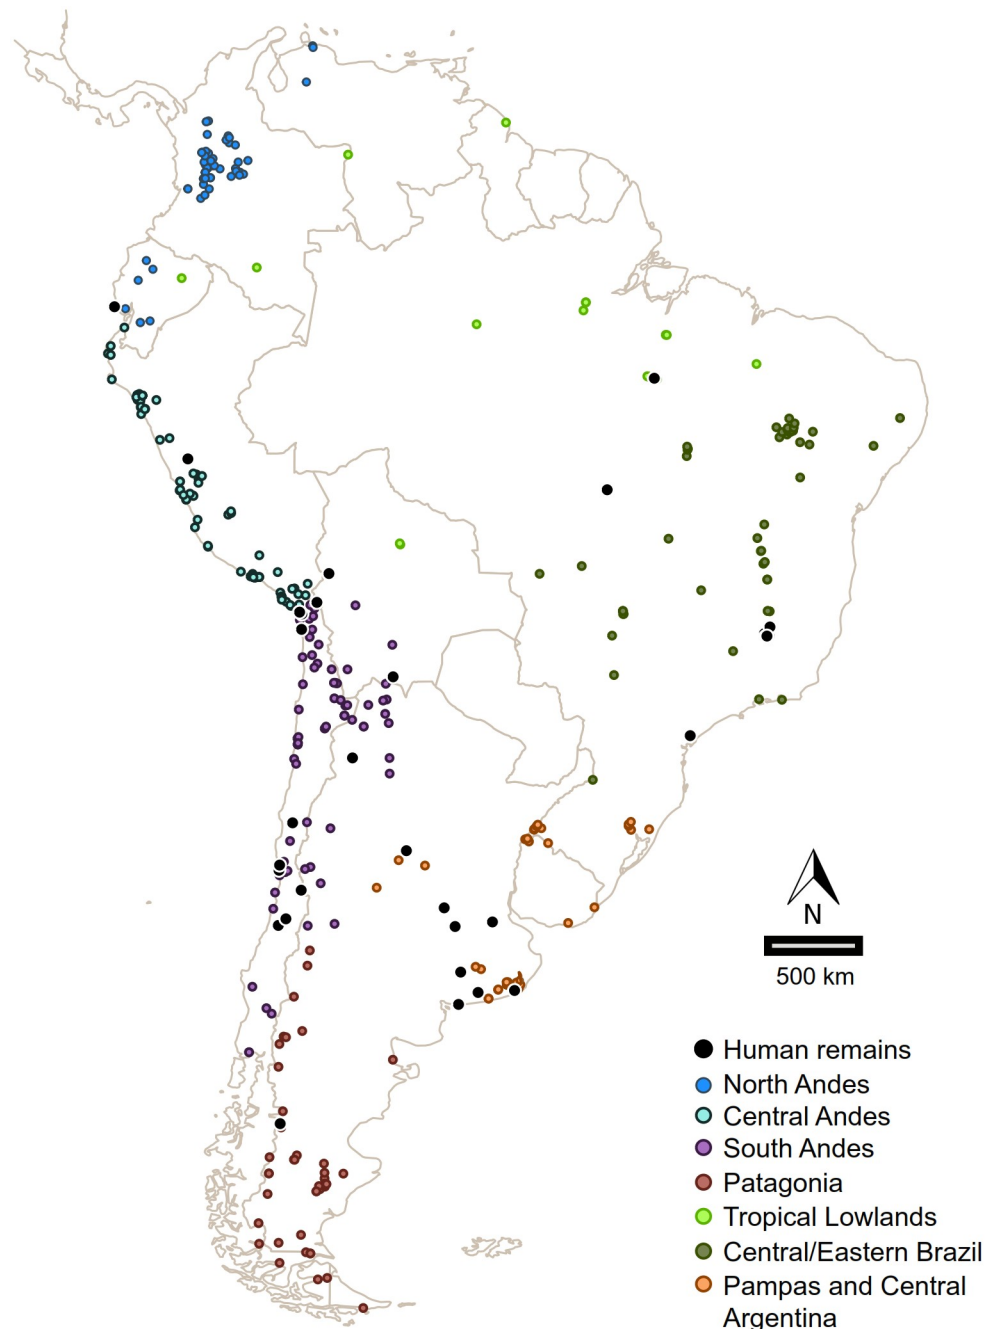 N
500 km
Human remains
North Andes
Central Andes
South Andes
Patagonia
Tropical Lowlands
Central/Eastern Brazil
Pampas and Central
Argentina